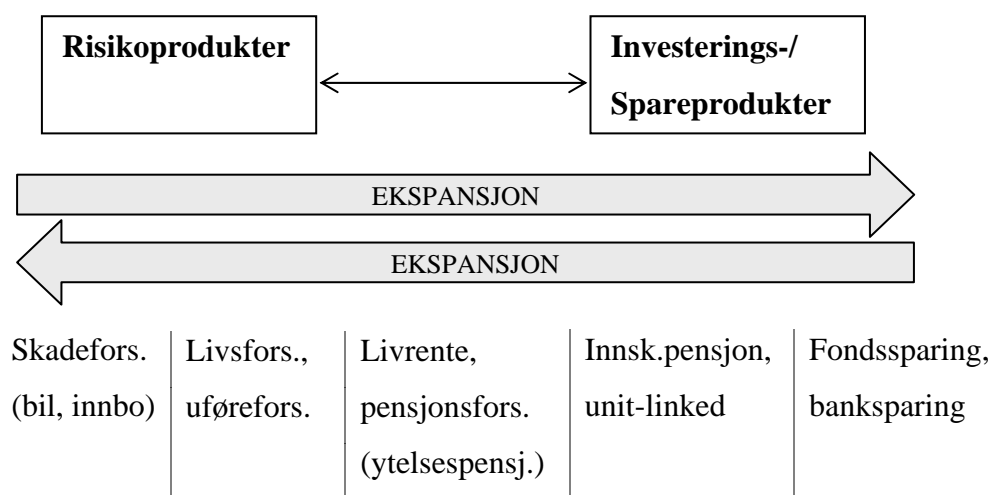 Risikoprodukter
Investerings-/
Spareprodukter
EKSPANSJON
EKSPANSJON
Skadefors.
(bil, innbo)
Livsfors.,
uførefors.
Livrente,
pensjonsfors.
(ytelsespensj.)
Innsk.pensjon,
unit-linked
Fondssparing,
banksparing